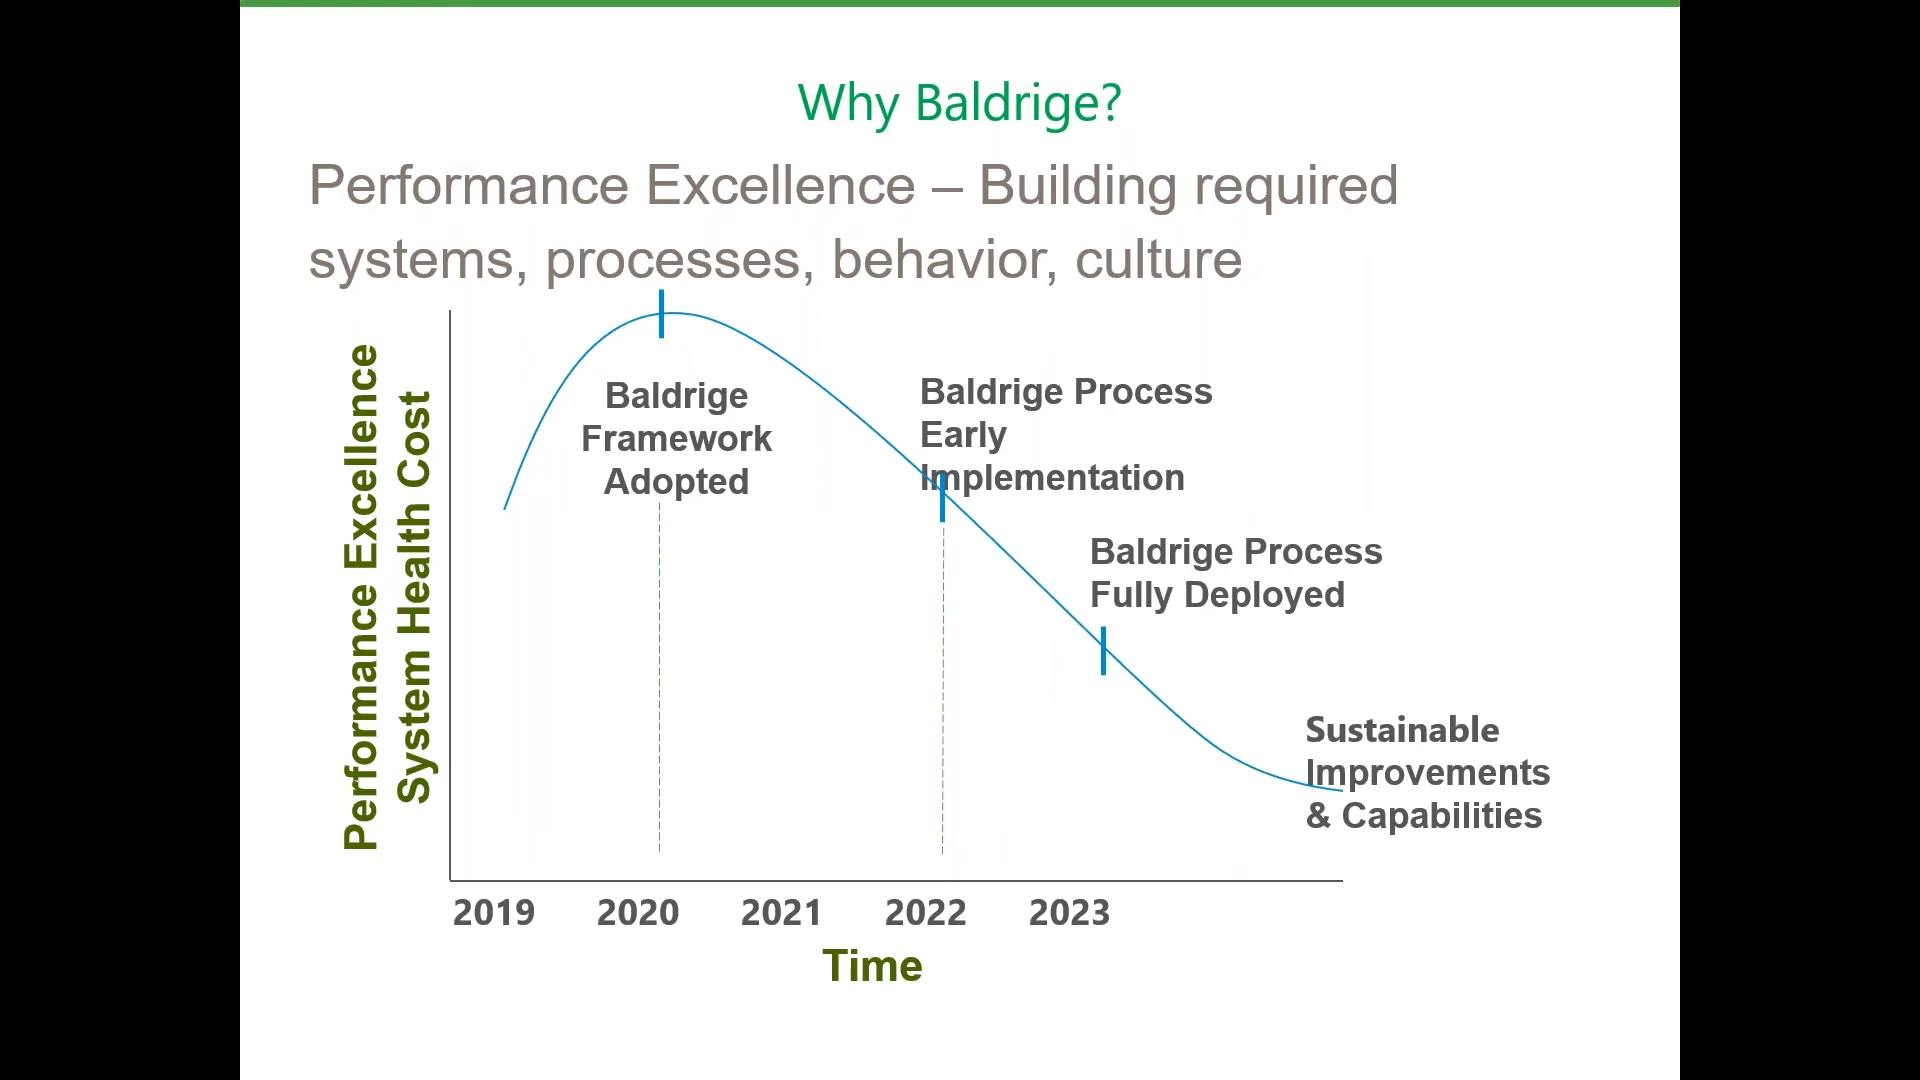 Why Baldrige?
Performance Excellence – Building required
systems, processes, behavior, culture
Performance Excellence
System Health Cost
Baldrige
Framework
Adopted
Baldrige Process
Early
Implementation
Baldrige Process
Fully Deployed
Sustainable
Improvements
& Capabilities
2019 2020 2021 2022 2023
Time